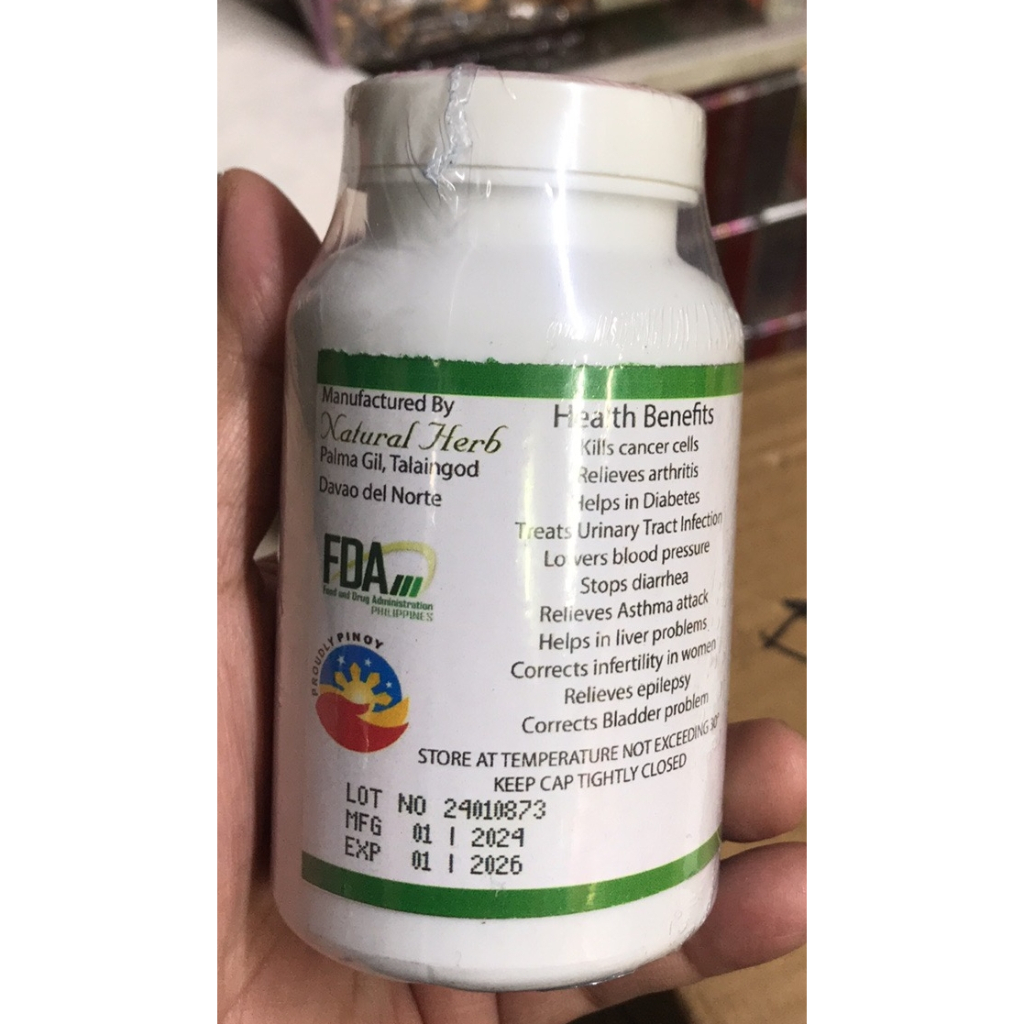 Manufactured By
Natural Herb
Palma Gil, Talaingod
Davao del Norte
FDA
Food and Drug Administration
PHILIPPINES
PROUDLY PINOY
Health Benefits
Kills cancer cells
Relieves arthritis
Helps in Diabetes
Treats Urinary Tract Infection
Lowers blood pressure
Stops diarrhea
Relieves Asthma attack
Helps in liver problems
Corrects infertility in women
Relieves epilepsy
Corrects Bladder problem
STORE AT TEMPERATURE NOT EXCEEDING 30°
KEEP CAP TIGHTLY CLOSED
LOT NO 24010873
MFG 01 | 2024
EXP 01 | 2026